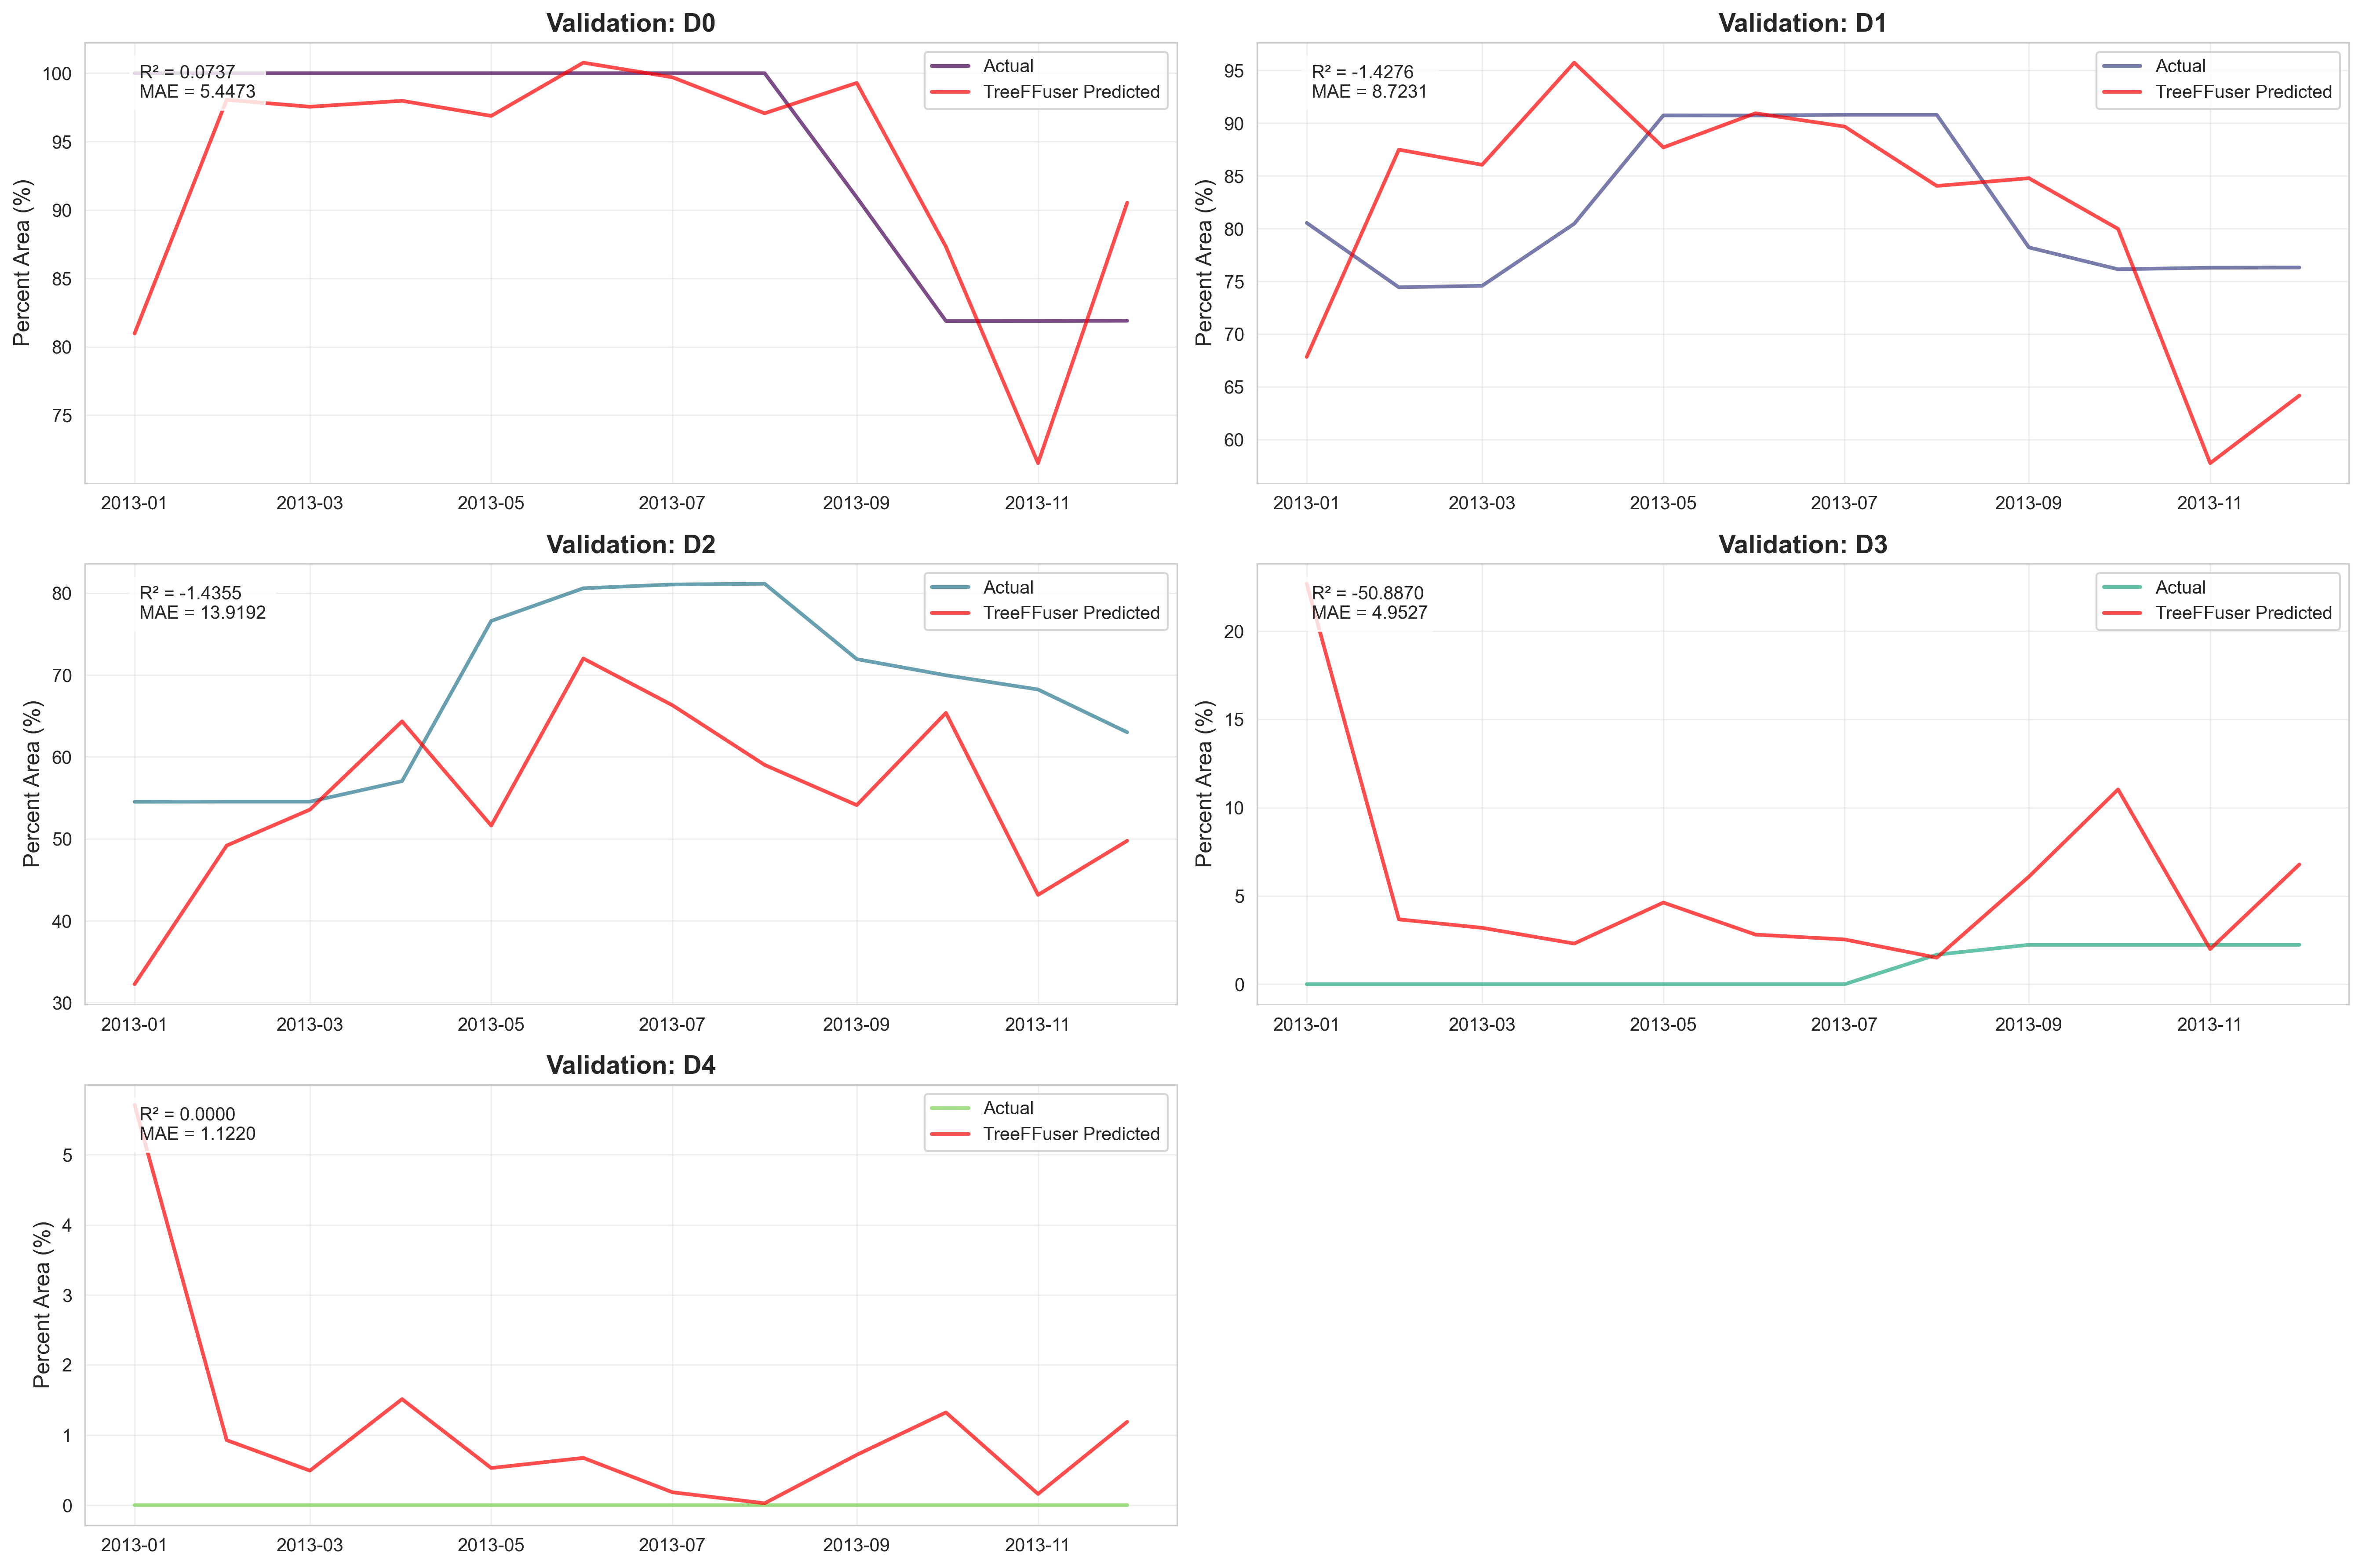 Validation: D0
R² = 0.0737
MAE = 5.4473
Actual
TreeFFuser Predicted
Percent Area (%)
100
95
90
85
80
75
2013-01
2013-03
2013-05
2013-07
2013-09
2013-11
Validation: D1
R² = -1.4276
MAE = 8.7231
Actual
TreeFFuser Predicted
Percent Area (%)
95
90
85
80
75
70
65
60
2013-01
2013-03
2013-05
2013-07
2013-09
2013-11
Validation: D2
R² = -1.4355
MAE = 13.9192
Actual
TreeFFuser Predicted
Percent Area (%)
80
70
60
50
40
30
2013-01
2013-03
2013-05
2013-07
2013-09
2013-11
Validation: D3
R² = -50.8870
MAE = 4.9527
Actual
TreeFFuser Predicted
Percent Area (%)
20
15
10
5
0
2013-01
2013-03
2013-05
2013-07
2013-09
2013-11
Validation: D4
R² = 0.0000
MAE = 1.1220
Actual
TreeFFuser Predicted
Percent Area (%)
5
4
3
2
1
0
2013-01
2013-03
2013-05
2013-07
2013-09
2013-11